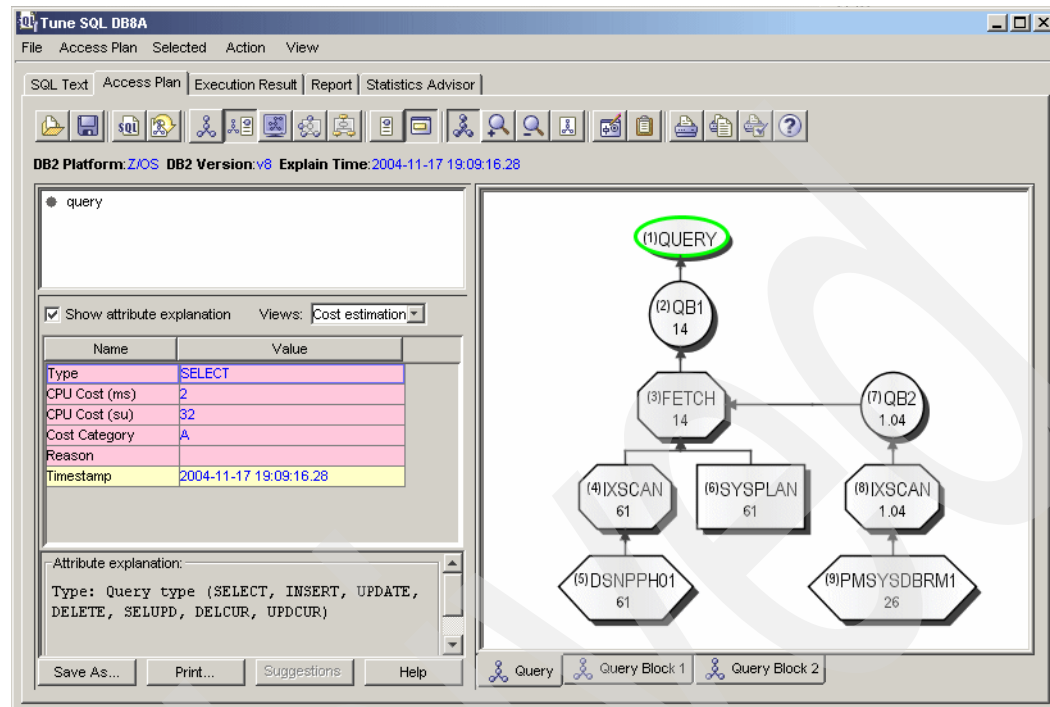 Tune SQL DB8A
File Access Plan Selected Action View
SQL Text Access Plan Execution Result Report Statistics Advisor
SQL
DB2 Platform:Z/OS DB2 Version:v8 Explain Time:2004-11-17 19:09:16.28
query
Show attribute explanation Views: Cost estimation
Name Value
Type SELECT
CPU Cost (ms) 2
CPU Cost (su) 32
Cost Category A
Reason
Timestamp 2004-11-17 19:09:16.28
Attribute explanation:
Type: Query type (SELECT, INSERT, UPDATE,
DELETE, SELUPD, DELCUR, UPDCUR)
Save As... Print... Suggestions Help
(1)QUERY
(2)QB1
14
(3)FETCH
14
(7)QB2
1.04
(4)IXSCAN
61
(6)SYSPLAN
61
(8)IXSCAN
1.04
(5)DSNPPH01
61
(9)PMSYSDBRM1
26
Query Query Block 1 Query Block 2